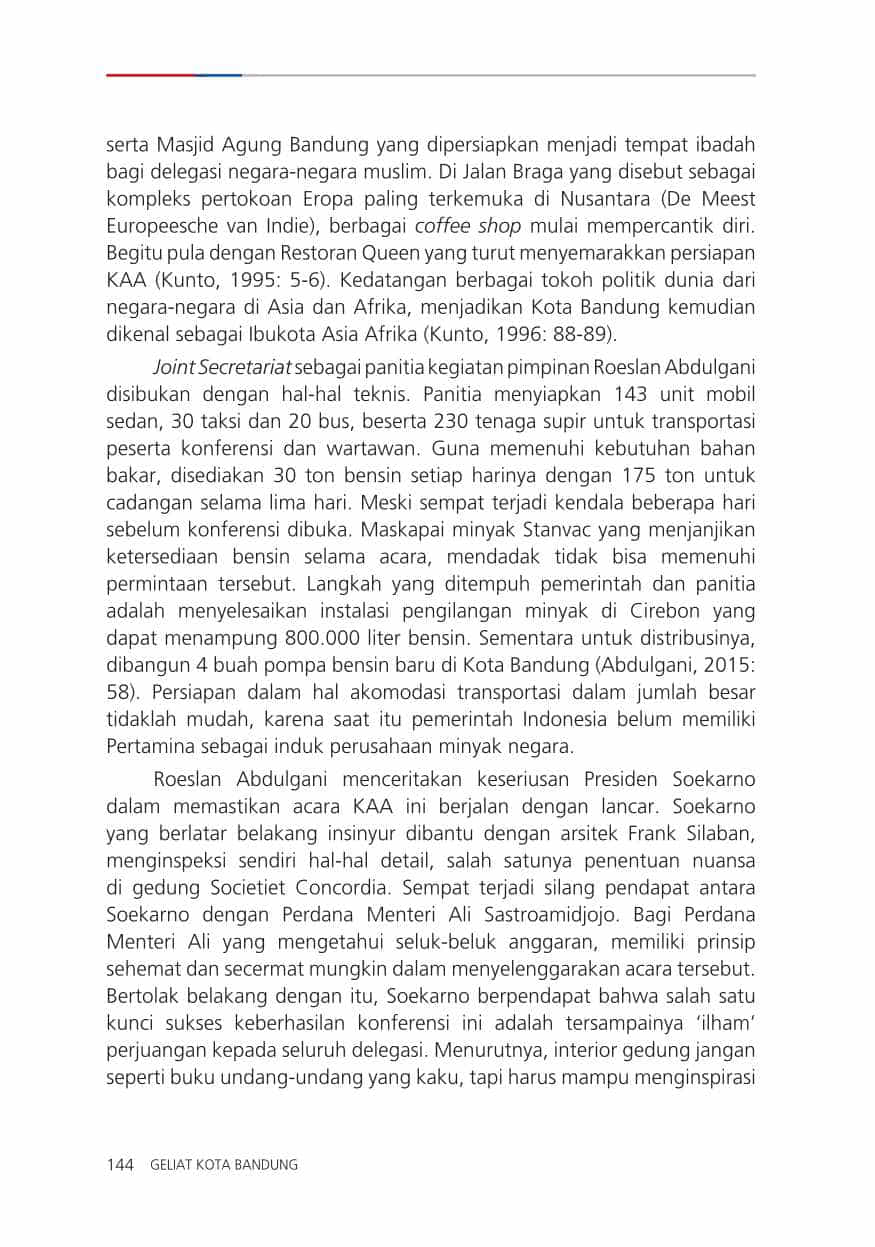 serta Masjid Agung Bandung yang dipersiapkan menjadi tempat ibadah
bagi delegasi negara-negara muslim. Di Jalan Braga yang disebut sebagai
kompleks pertokoan Eropa paling terkemuka di Nusantara (De Meest
Europeesche van Indie), berbagai coffee shop mulai mempercantik diri.
Begitu pula dengan Restoran Queen yang turut menyemarakkan persiapan
KAA (Kunto, 1995: 5-6). Kedatangan berbagai tokoh politik dunia dari
negara-negara di Asia dan Afrika, menjadikan Kota Bandung kemudian
dikenal sebagai Ibukota Asia Afrika (Kunto, 1996: 88-89).
Joint Secretariat sebagai panitia kegiatan pimpinan Roeslan Abdulgani
disibukan dengan hal-hal teknis. Panitia menyiapkan 143 unit mobil
sedan, 30 taksi dan 20 bus, beserta 230 tenaga supir untuk transportasi
peserta konferensi dan wartawan. Guna memenuhi kebutuhan bahan
bakar, disediakan 30 ton bensin setiap harinya dengan 175 ton untuk
cadangan selama lima hari. Meski sempat terjadi kendala beberapa hari
sebelum konferensi dibuka. Maskapai minyak Stanvac yang menjanjikan
ketersediaan bensin selama acara, mendadak tidak bisa memenuhi
permintaan tersebut. Langkah yang ditempuh pemerintah dan panitia
adalah menyelesaikan instalasi pengilangan minyak di Cirebon yang
dapat menampung 800.000 liter bensin. Sementara untuk distribusinya,
dibangun 4 buah pompa bensin baru di Kota Bandung (Abdulgani, 2015:
58). Persiapan dalam hal akomodasi transportasi dalam jumlah besar
tidaklah mudah, karena saat itu pemerintah Indonesia belum memiliki
Pertamina sebagai induk perusahaan minyak negara.
Roeslan Abdulgani menceritakan keseriusan Presiden Soekarno
dalam memastikan acara KAA ini berjalan dengan lancar. Soekarno
yang berlatar belakang insinyur dibantu dengan arsitek Frank Silaban,
menginspeksi sendiri hal-hal detail, salah satunya penentuan nuansa
di gedung Societiet Concordia. Sempat terjadi silang pendapat antara
Soekarno dengan Perdana Menteri Ali Sastroamidjojo. Bagi Perdana
Menteri Ali yang mengetahui seluk-beluk anggaran, memiliki prinsip
sehemat dan secermat mungkin dalam menyelenggarakan acara tersebut.
Bertolak belakang dengan itu, Soekarno berpendapat bahwa salah satu
kunci sukses keberhasilan konferensi ini adalah tersampainya ‘ilham’
perjuangan kepada seluruh delegasi. Menurutnya, interior gedung jangan
seperti buku undang-undang yang kaku, tapi harus mampu menginspirasi
144 GELIAT KOTA BANDUNG